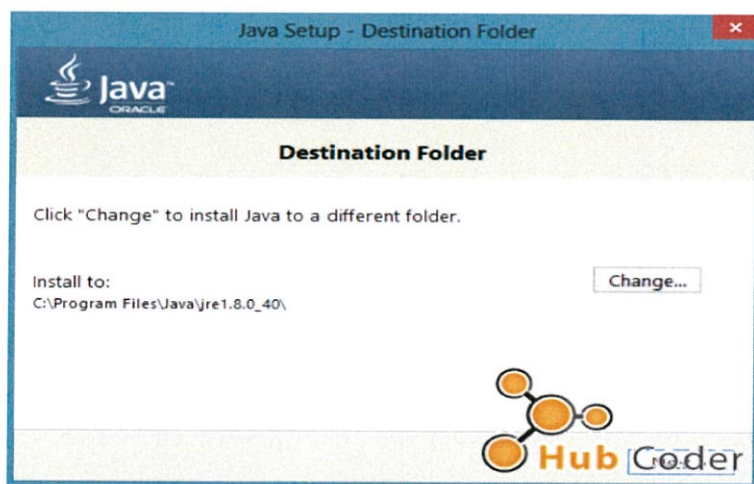 Java Setup - Destination Folder
Java™
ORACLE
Destination Folder
Click "Change" to install Java to a different folder.
Install to:
Change...
C:\Program Files\Java\jre1.8.0_40\
Hub Coder